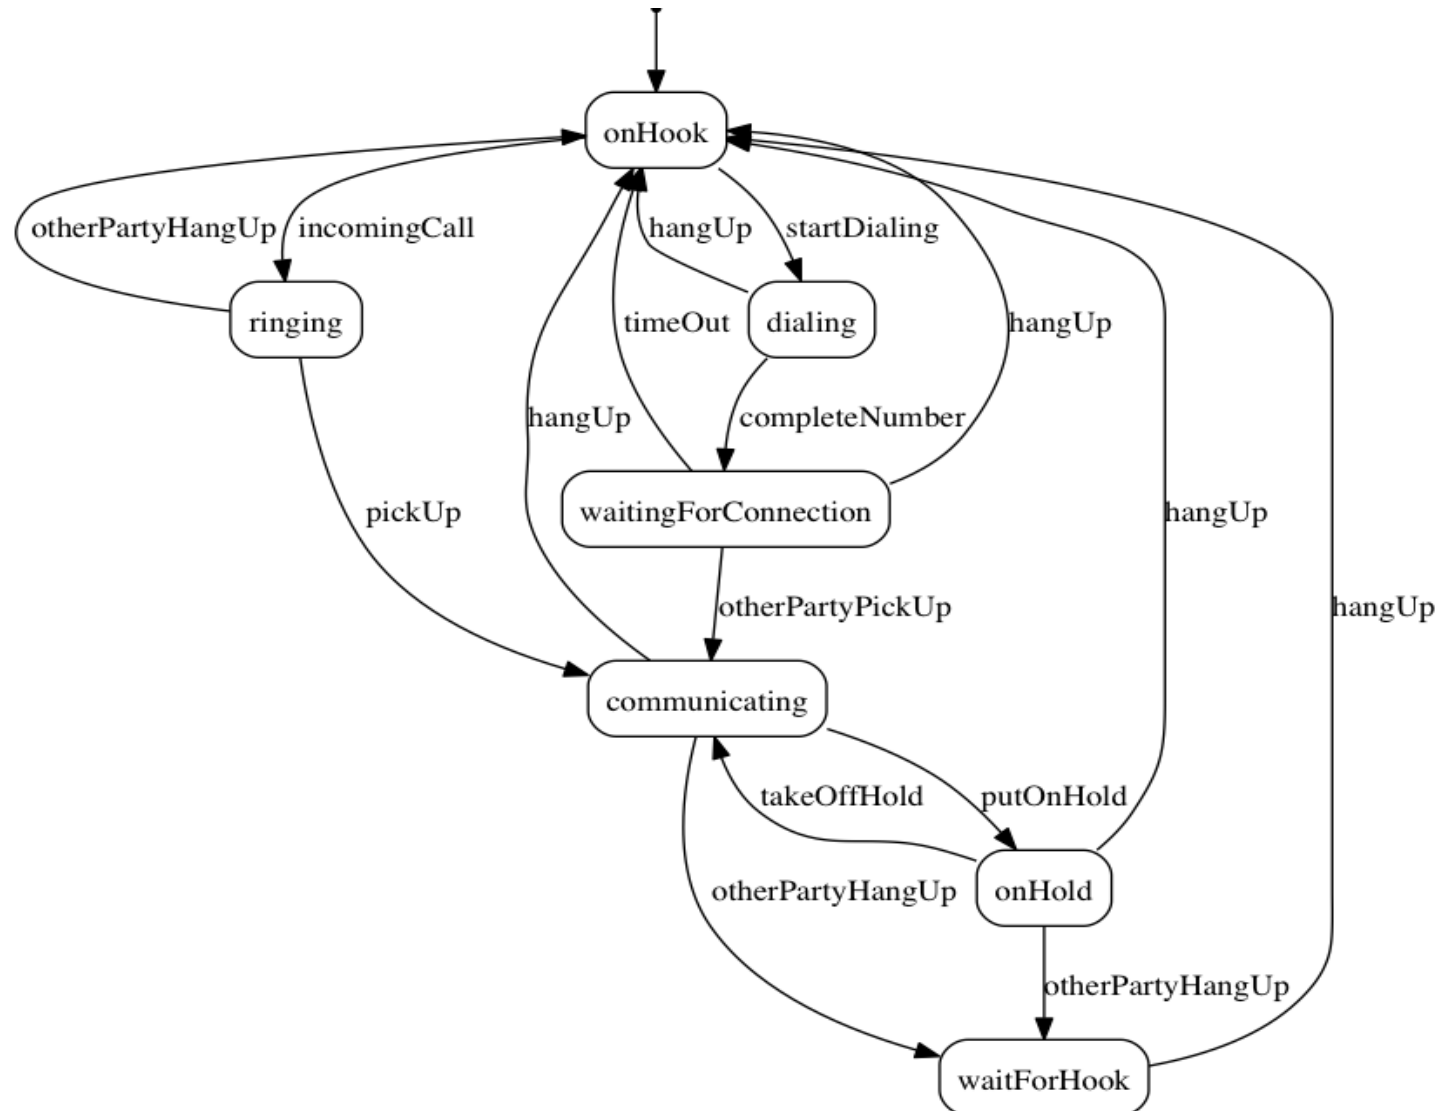 onHook
otherPartyHangUp
incomingCall
hangUp
startDialing
ringing
timeOut
dialing
hangUp
hangUp
completeNumber
pickUp
waitingForConnection
hangUp
otherPartyPickUp
hangUp
communicating
takeOffHold
putOnHold
otherPartyHangUp
onHold
otherPartyHangUp
waitForHook